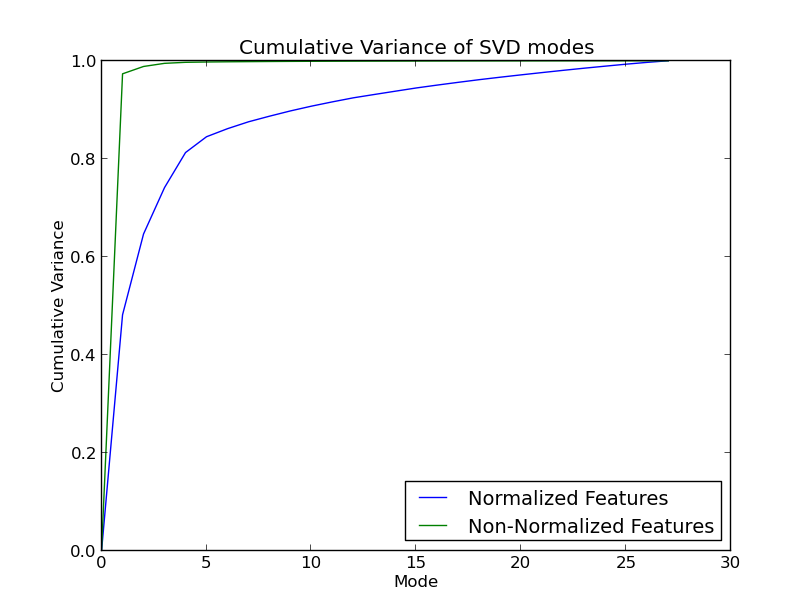 Cumulative Variance of SVD modes
1.0
0.8
0.6
0.4
0.2
0.0
Cumulative Variance
Normalized Features
Non-Normalized Features
0 5 10 15 20 25 30
Mode